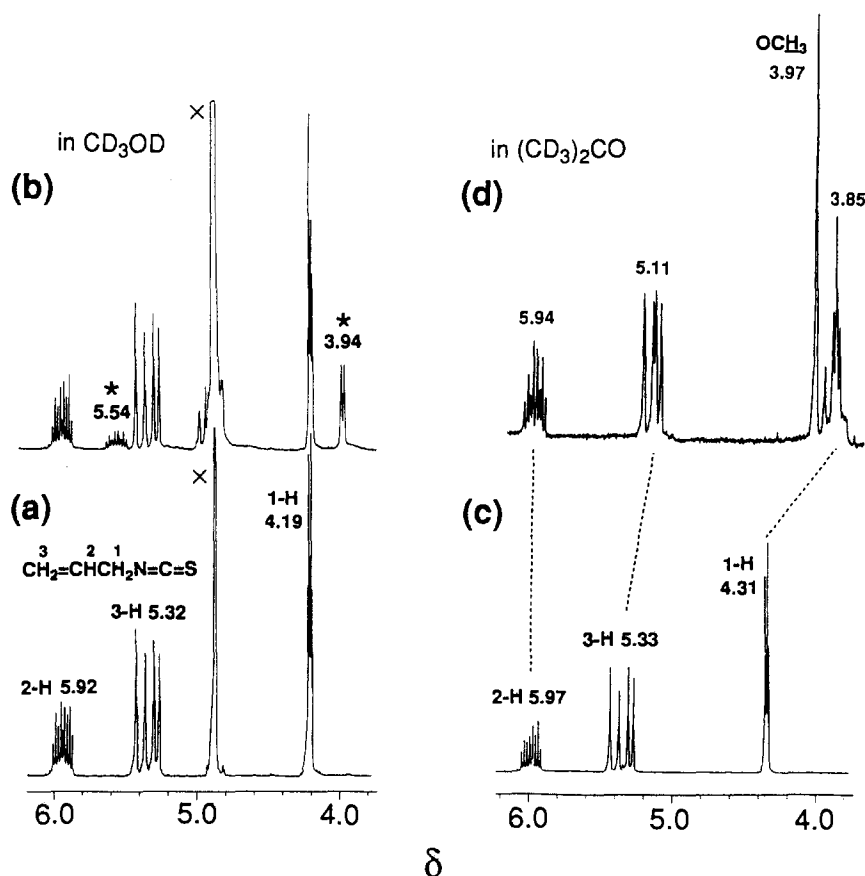 OCH3
3.97
×
in CD3OD
in (CD3)2CO
(b)
(d)
3.85
5.11
5.94
*
3.94
*
5.54
×
(a)
(c)
1-H
4.19
3 2 1
CH2=CHCH2N=C=S
1-H
4.31
3-H 5.32
3-H 5.33
2-H 5.92
2-H 5.97
6.0 5.0 4.0
6.0 5.0 4.0
δ